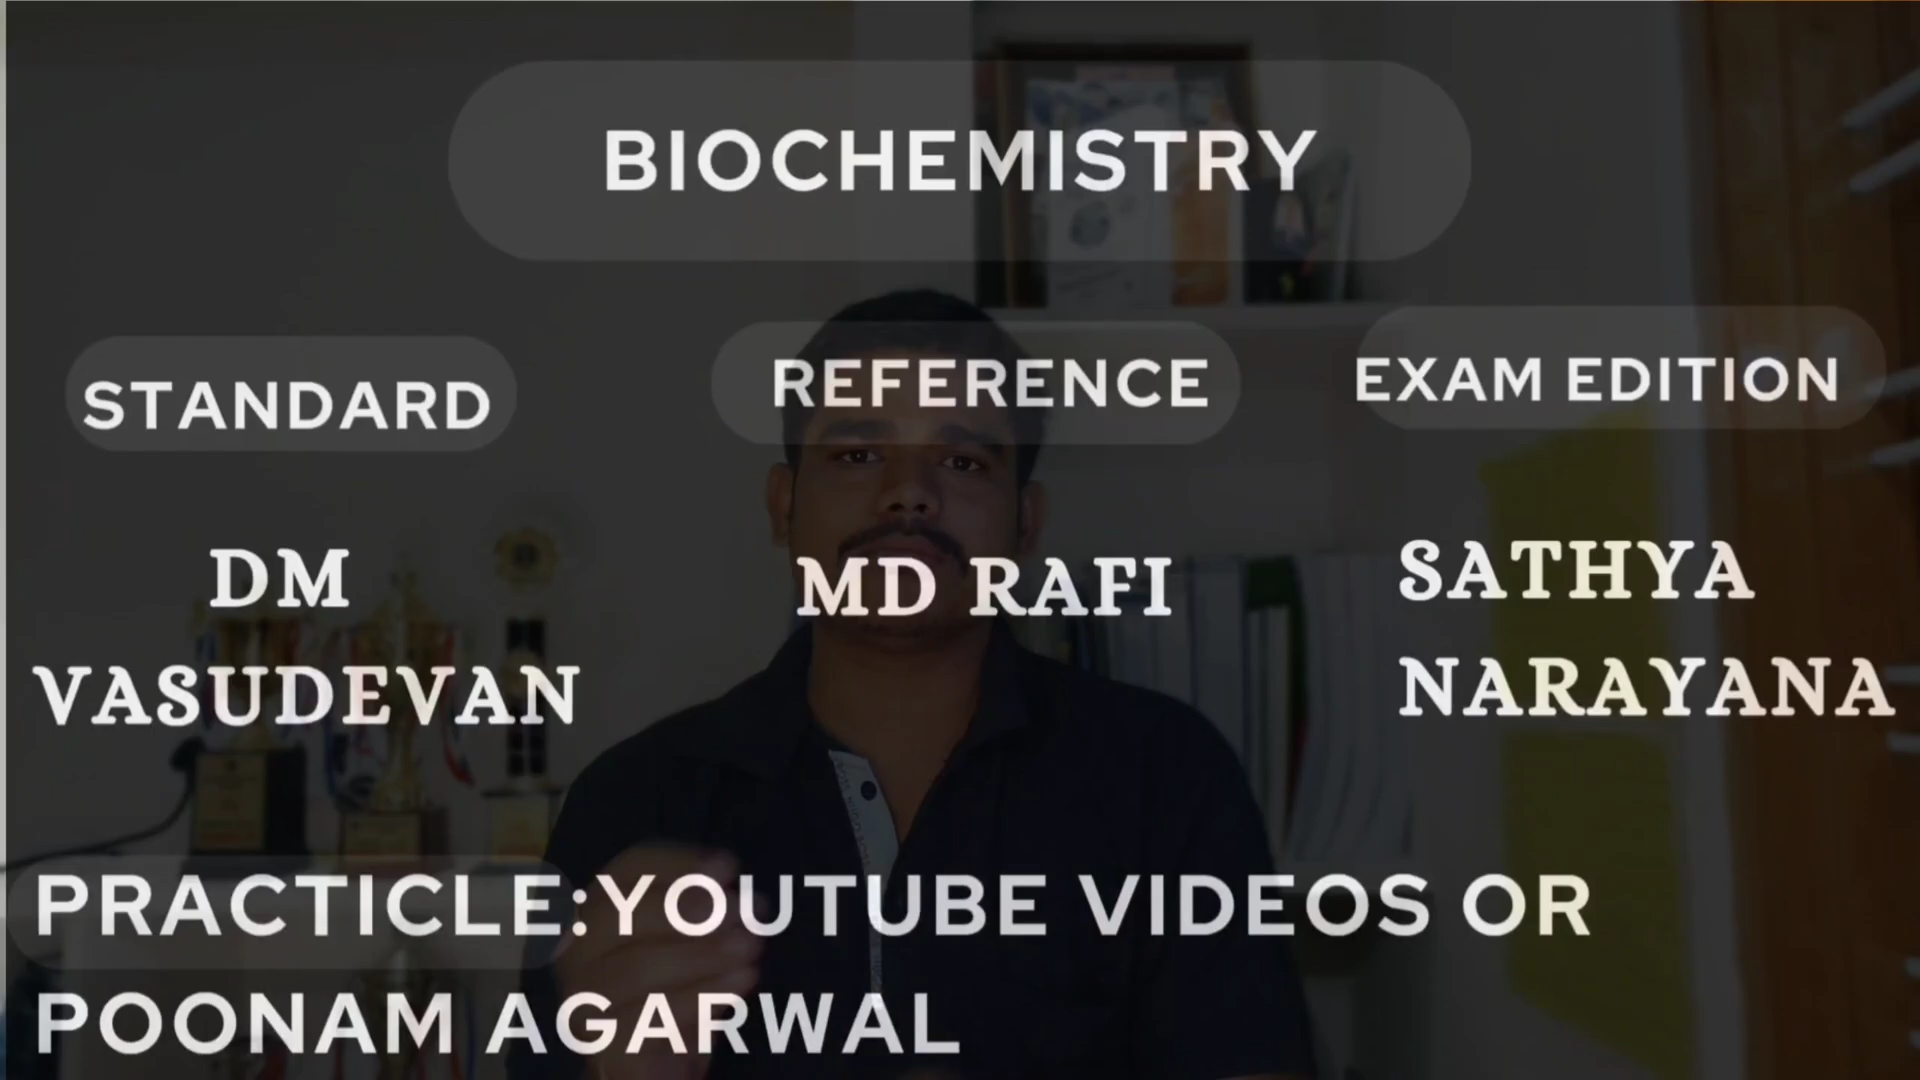 BIOCHEMISTRY
STANDARD
REFERENCE
EXAM EDITION
DM
VASUDEVAN
MD RAFI
SATHYA
NARAYANA
PRACTICLE:YOUTUBE VIDEOS OR
POONAM AGARWAL